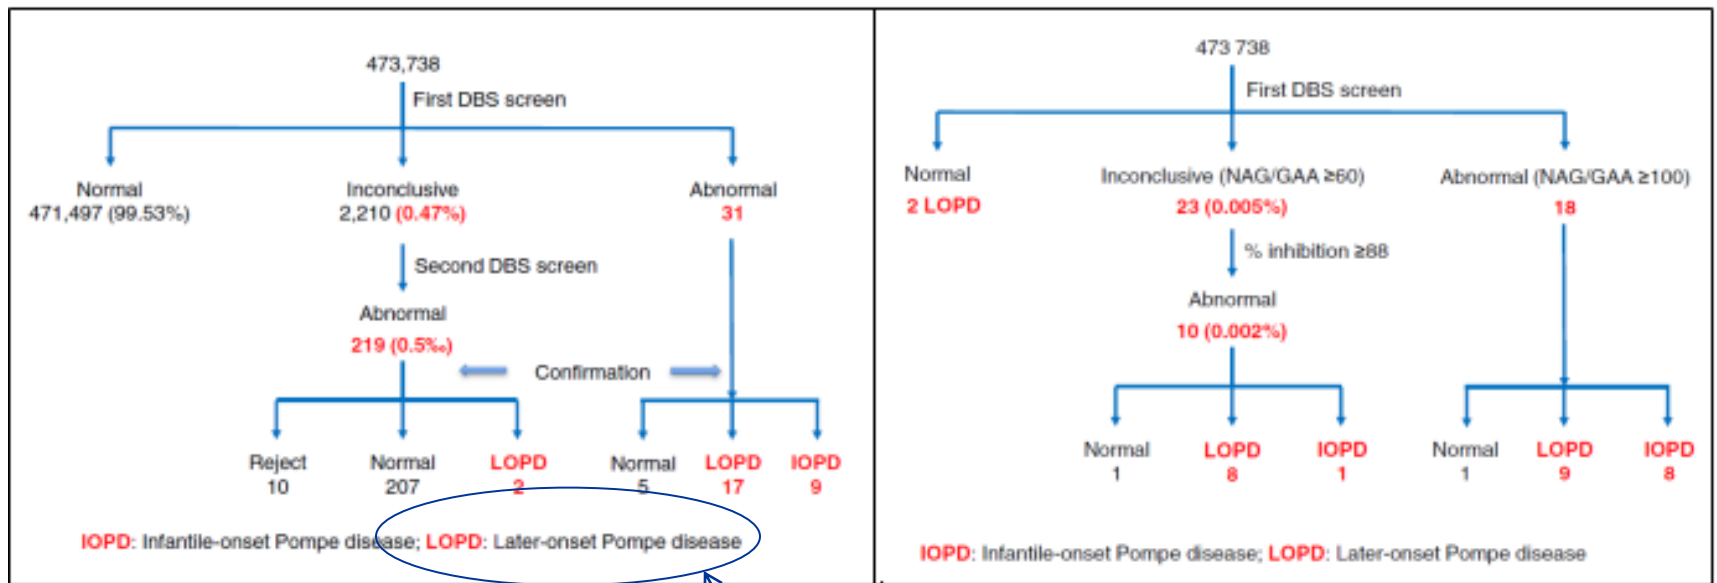 473,738
First DBS screen
Normal
471,497 (99.53%)
Inconclusive
2,210 (0.47%)
Abnormal
31
Second DBS screen
Abnormal
219 (0.5‰)
Confirmation
Reject
10
Normal
207
LOPD
2
Normal
5
LOPD
17
IOPD
9
IOPD: Infantile-onset Pompe disease; LOPD: Later-onset Pompe disease
473 738
First DBS screen
Normal
2 LOPD
Inconclusive (NAG/GAA ≥60)
23 (0.005%)
Abnormal (NAG/GAA ≥100)
18
% inhibition ≥88
Abnormal
10 (0.002%)
Normal
1
LOPD
8
IOPD
1
Normal
1
LOPD
9
IOPD
8
IOPD: Infantile-onset Pompe disease; LOPD: Later-onset Pompe disease